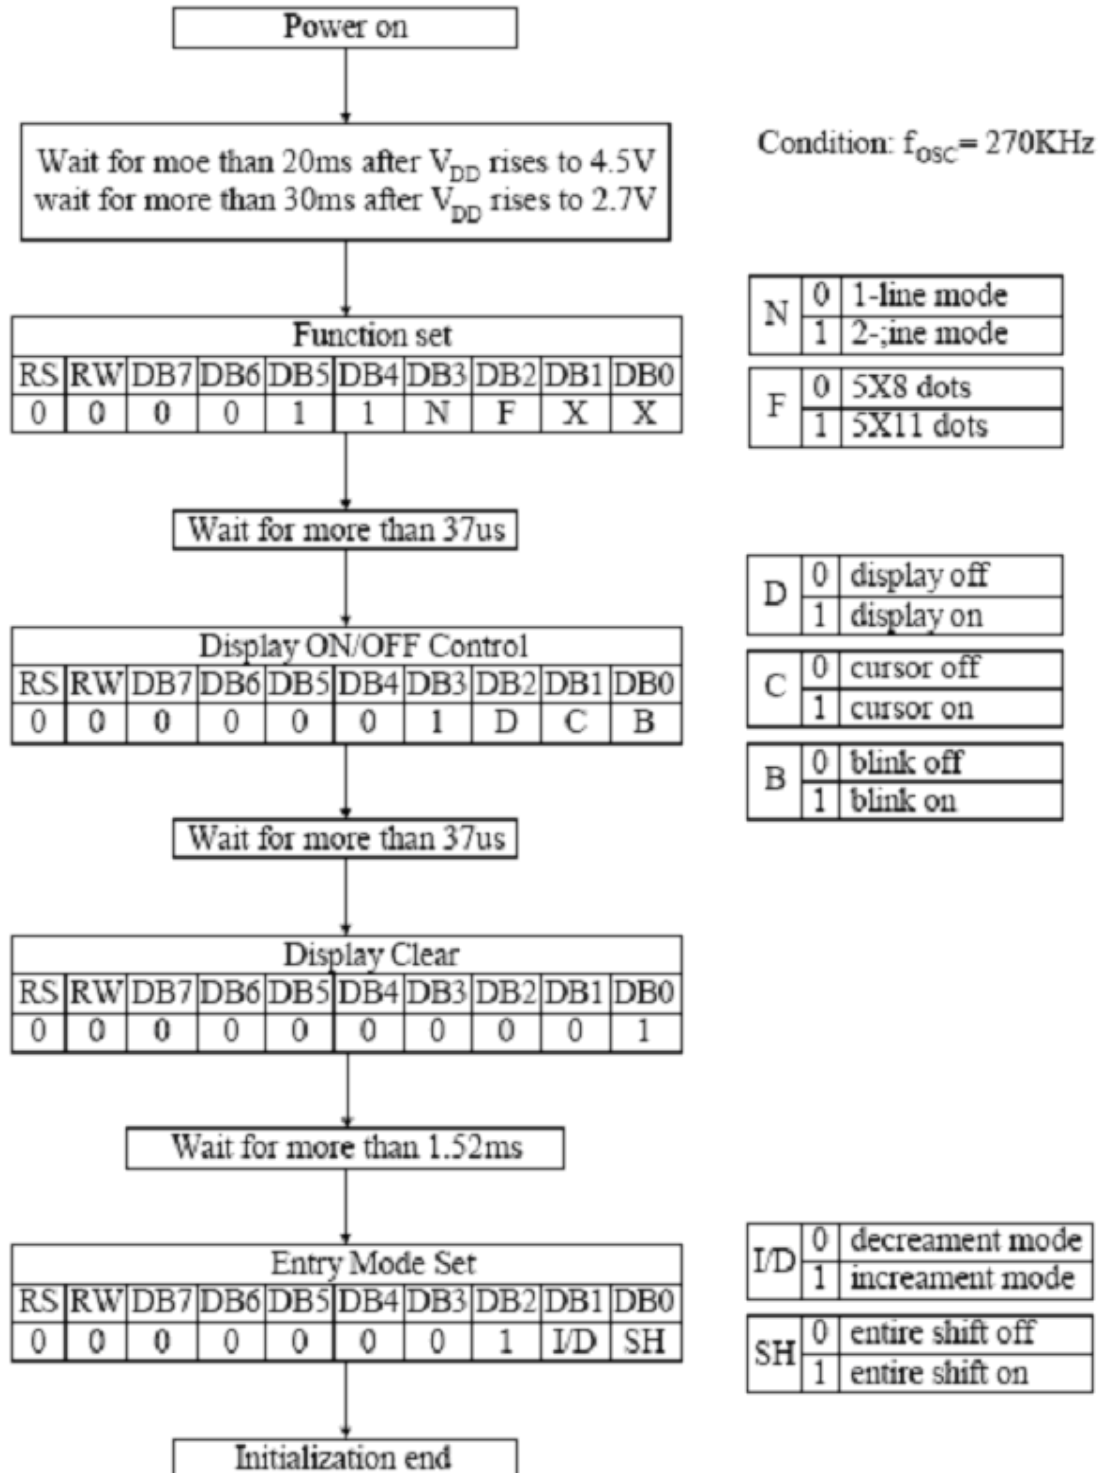 Power on
Wait for moe than 20ms after VDD rises to 4.5V
wait for more than 30ms after VDD rises to 2.7V
Condition: fOSC= 270KHz
Function set
RS RW DB7 DB6 DB5 DB4 DB3 DB2 DB1 DB0
0 0 0 0 1 1 N F X X
N
0 1-line mode
1 2-;ine mode
F
0 5X8 dots
1 5X11 dots
Wait for more than 37us
Display ON/OFF Control
RS RW DB7 DB6 DB5 DB4 DB3 DB2 DB1 DB0
0 0 0 0 0 0 1 D C B
D
0 display off
1 display on
C
0 cursor off
1 cursor on
B
0 blink off
1 blink on
Wait for more than 37us
Display Clear
RS RW DB7 DB6 DB5 DB4 DB3 DB2 DB1 DB0
0 0 0 0 0 0 0 0 0 1
Wait for more than 1.52ms
Entry Mode Set
RS RW DB7 DB6 DB5 DB4 DB3 DB2 DB1 DB0
0 0 0 0 0 0 0 1 I/D SH
I/D
0 decreament mode
1 increament mode
SH
0 entire shift off
1 entire shift on
Initialization end